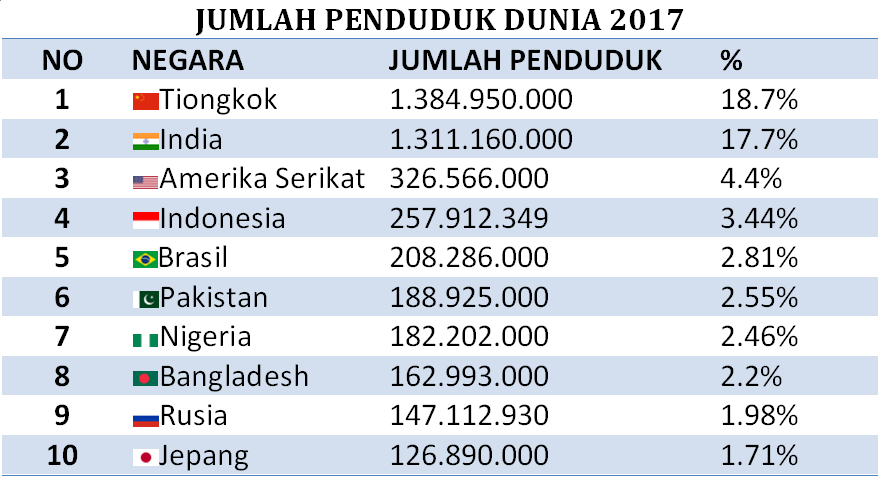 JUMLAH PENDUDUK DUNIA 2017
NO NEGARA JUMLAH PENDUDUK %
1 Tiongkok 1.384.950.000 18.7%
2 India 1.311.160.000 17.7%
3 Amerika Serikat 326.566.000 4.4%
4 Indonesia 257.912.349 3.44%
5 Brasil 208.286.000 2.81%
6 Pakistan 188.925.000 2.55%
7 Nigeria 182.202.000 2.46%
8 Bangladesh 162.993.000 2.2%
9 Rusia 147.112.930 1.98%
10 Jepang 126.890.000 1.71%